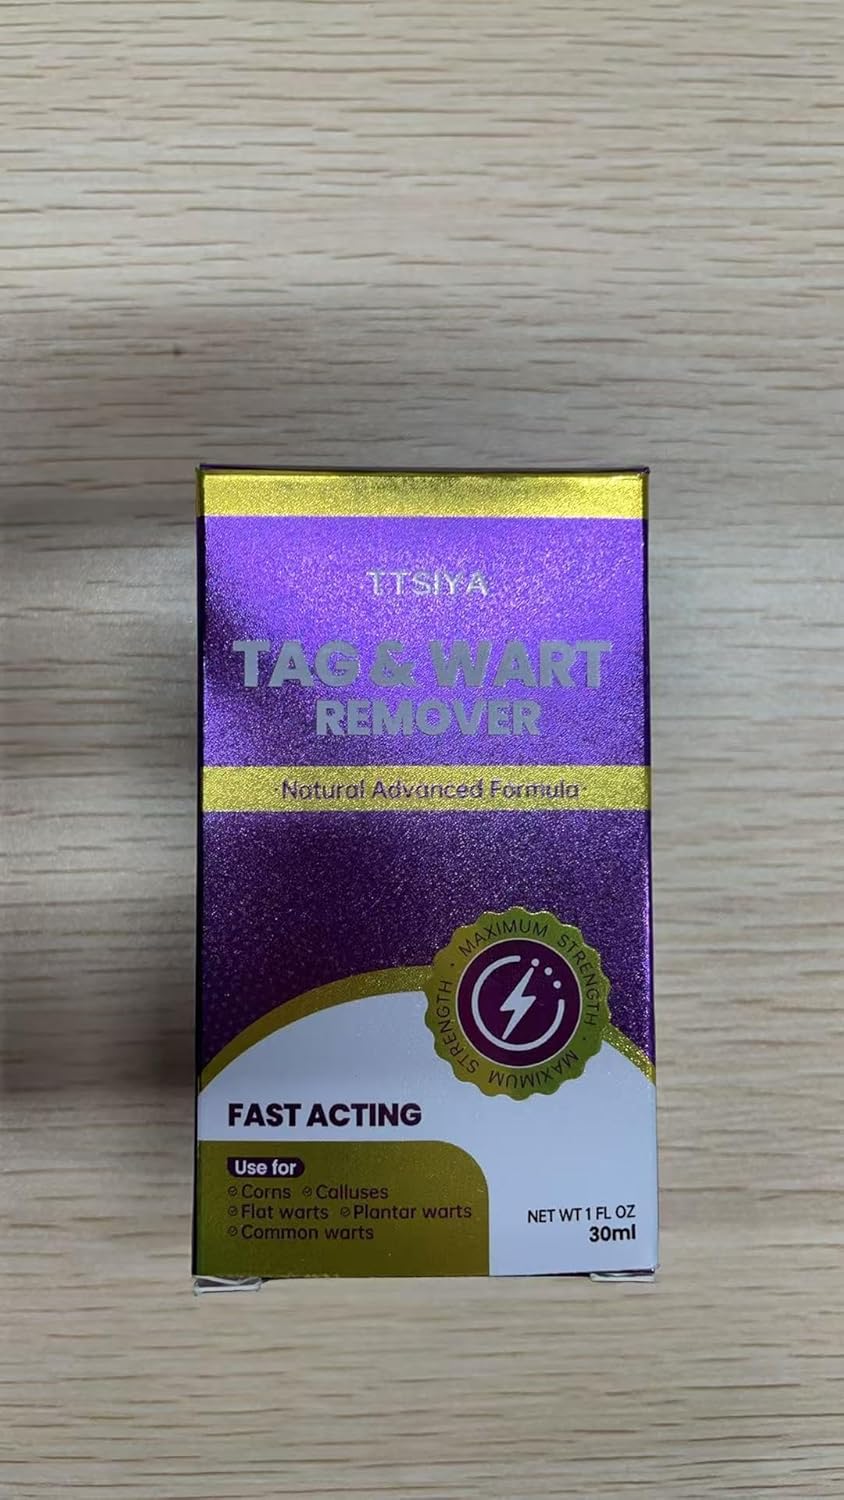 TTSIYA
TAG & WART
REMOVER
·Natural Advanced Formula·
MAXIMUM STRENGTH · MAXIMUM STRENGTH ·
FAST ACTING
Use for
Corns Calluses
Flat warts Plantar warts
Common warts
NET WT 1 FL OZ
30ml